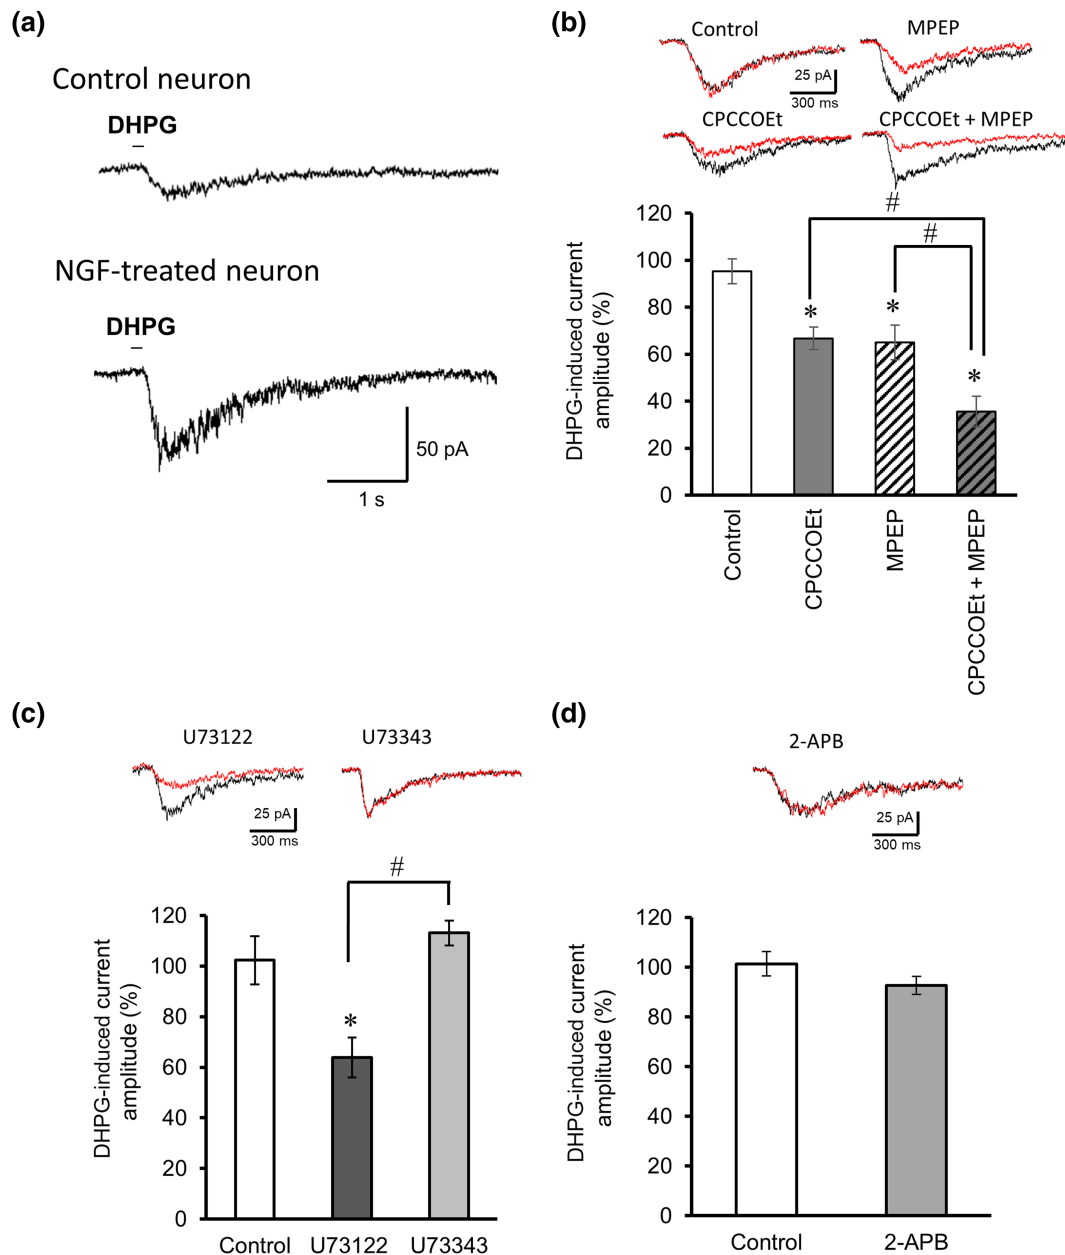 (a)
Control neuron
DHPG
NGF-treated neuron
DHPG
50 pA
1 s
(b)
Control
MPEP
25 pA
300 ms
CPCCOEt
CPCCOEt + MPEP
#
#
*
*
*
120
100
80
60
40
20
0
DHPG-induced current
amplitude (%)
Control
CPCCOEt
MPEP
CPCCOEt + MPEP
(c)
U73122
U73343
25 pA
300 ms
#
*
120
100
80
60
40
20
0
DHPG-induced current
amplitude (%)
Control
U73122
U73343
(d)
2-APB
25 pA
300 ms
120
100
80
60
40
20
0
DHPG-induced current
amplitude (%)
Control
2-APB